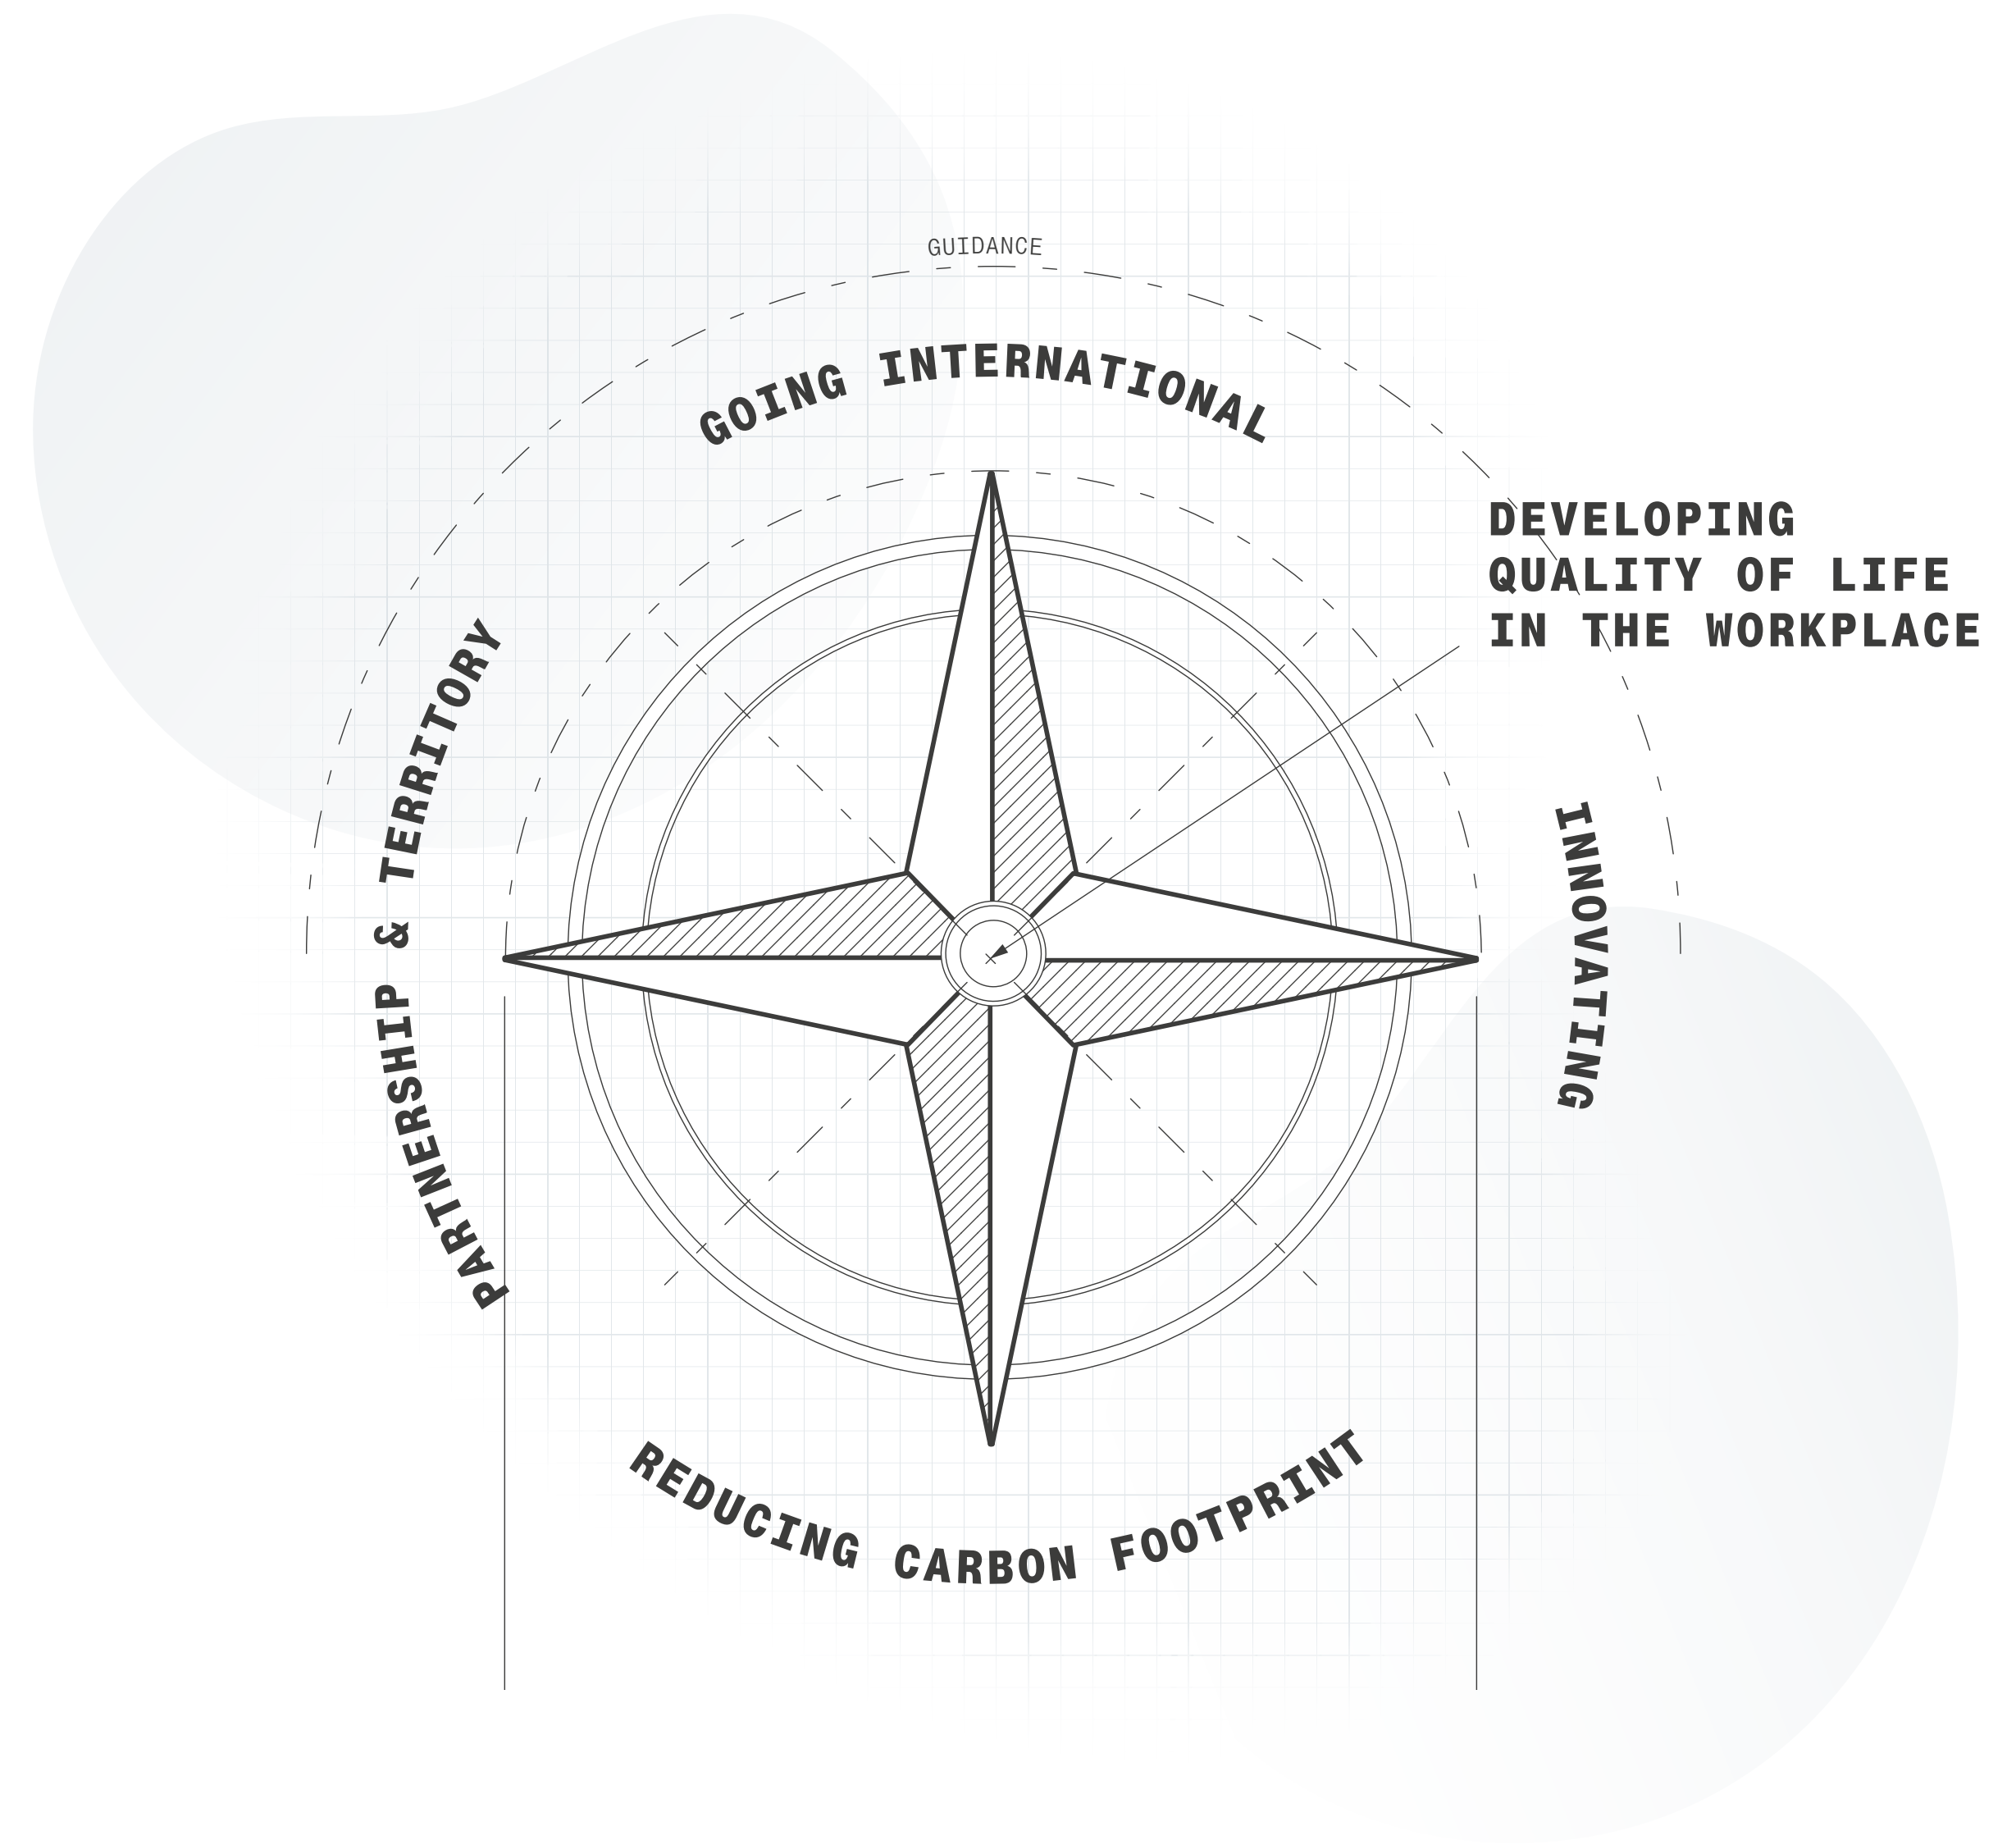 GUIDANCE
GOING INTERNATIONAL
DEVELOPING
QUALITY OF LIFE
IN THE WORKPLACE
PARTNERSHIP & TERRITORY
INNOVATING
REDUCING CARBON FOOTPRINT